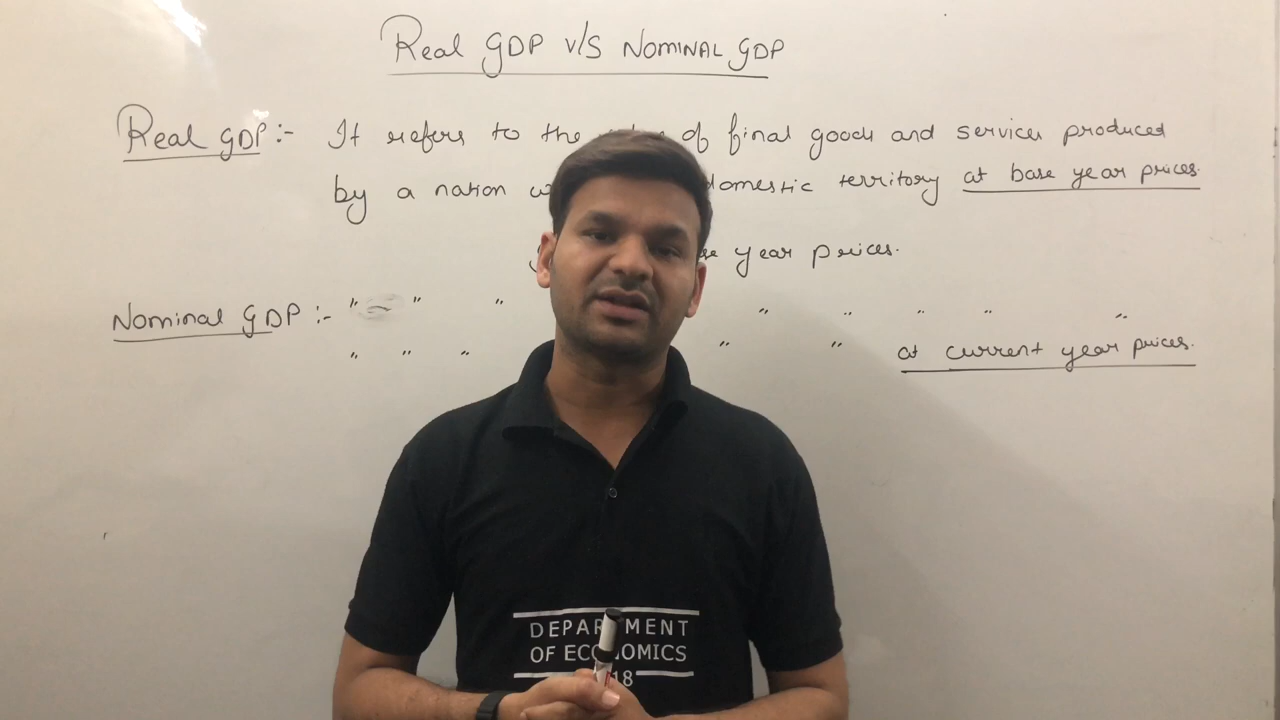 Real GDP v/s Nominal GDP
Real GDP :- It refers to the of final goods and services produced
by a nation domestic territory at base year prices.
year prices.
Nominal GDP :- " " " " " " " "
" " " " " at current year prices.
DEPARTMENT
OF ECONOMICS
18